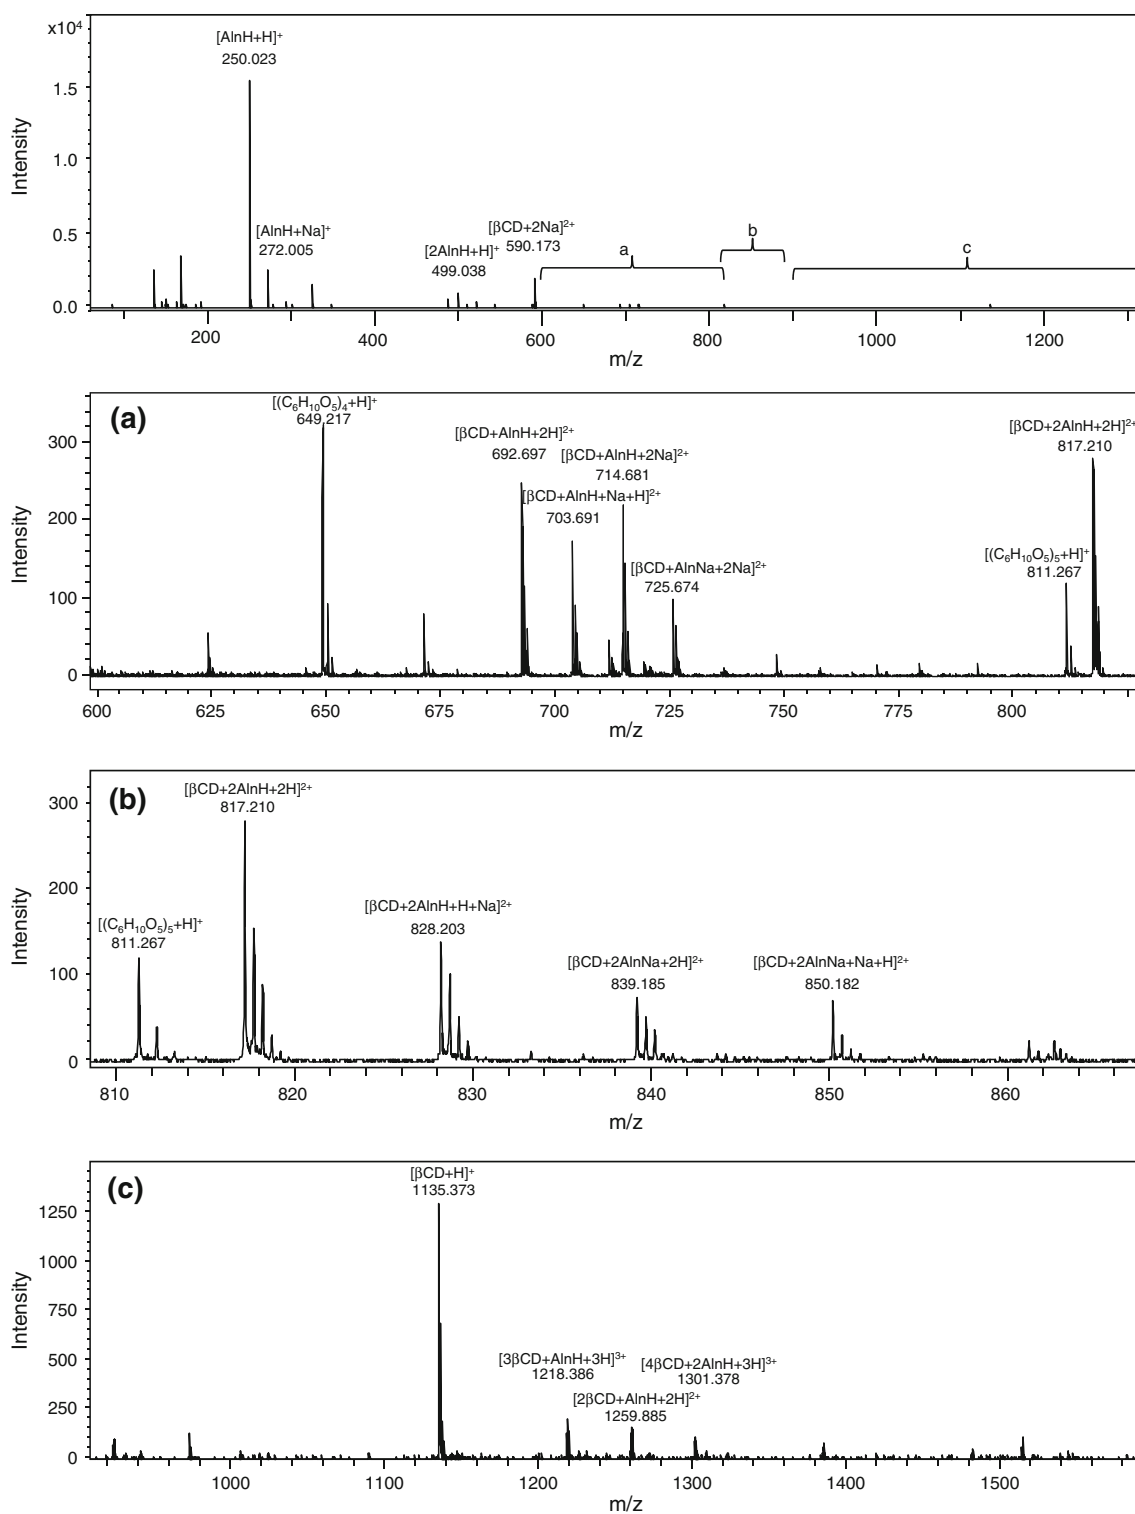 x10⁴
[AlnH+H]⁺
250.023
1.5
1.0
0.5
0.0
Intensity
[AlnH+Na]⁺
272.005
[2AlnH+H]⁺
499.038
[βCD+2Na]²⁺
590.173
a
b
c
200 400 600 800 1000 1200
m/z
(a)
[(C₆H₁₀O₅)₄+H]⁺
649.217
[βCD+AlnH+2H]²⁺
692.697
[βCD+AlnH+2Na]²⁺
714.681
[βCD+AlnH+Na+H]²⁺
703.691
[βCD+AlnNa+2Na]²⁺
725.674
[βCD+2AlnH+2H]²⁺
817.210
[(C₆H₁₀O₅)₅+H]⁺
811.267
300
200
100
0
Intensity
600 625 650 675 700 725 750 775 800
m/z
(b)
[βCD+2AlnH+2H]²⁺
817.210
[(C₆H₁₀O₅)₅+H]⁺
811.267
[βCD+2AlnH+H+Na]²⁺
828.203
[βCD+2AlnNa+2H]²⁺
839.185
[βCD+2AlnNa+Na+H]²⁺
850.182
300
200
100
0
Intensity
810 820 830 840 850 860
m/z
(c)
[βCD+H]⁺
1135.373
[3βCD+AlnH+3H]³⁺
1218.386
[4βCD+2AlnH+3H]³⁺
1301.378
[2βCD+AlnH+2H]²⁺
1259.885
1250
1000
750
500
250
0
Intensity
1000 1100 1200 1300 1400 1500
m/z